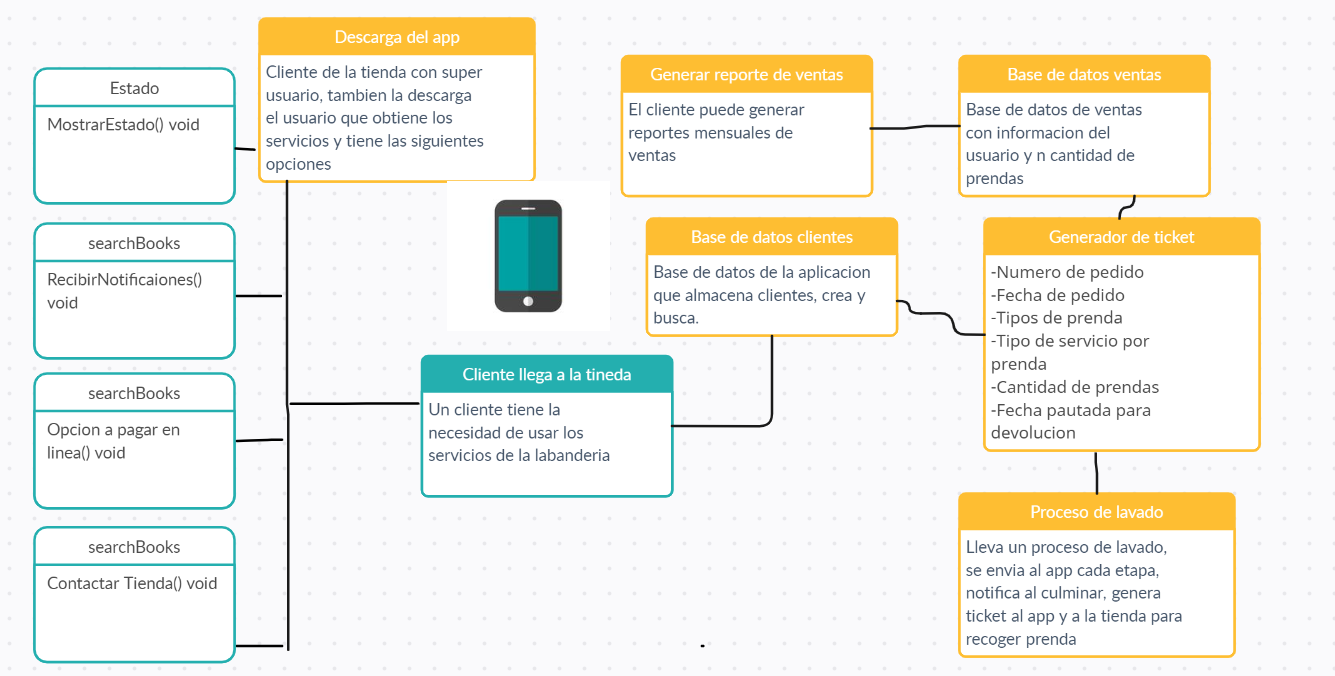 Descarga del app
Cliente de la tienda con super
usuario, tambien la descarga
el usuario que obtiene los
servicios y tiene las siguientes
opciones
Estado
MostrarEstado() void
searchBooks
RecibirNotificaiones()
void
searchBooks
Opcion a pagar en
linea() void
searchBooks
Contactar Tienda() void
Cliente llega a la tineda
Un cliente tiene la
necesidad de usar los
servicios de la labanderia
Generar reporte de ventas
El cliente puede generar
reportes mensuales de
ventas
Base de datos clientes
Base de datos de la aplicacion
que almacena clientes, crea y
busca.
Base de datos ventas
Base de datos de ventas
con informacion del
usuario y n cantidad de
prendas
Generador de ticket
-Numero de pedido
-Fecha de pedido
-Tipos de prenda
-Tipo de servicio por
prenda
-Cantidad de prendas
-Fecha pautada para
devolucion
Proceso de lavado
Lleva un proceso de lavado,
se envia al app cada etapa,
notifica al culminar, genera
ticket al app y a la tienda para
recoger prenda